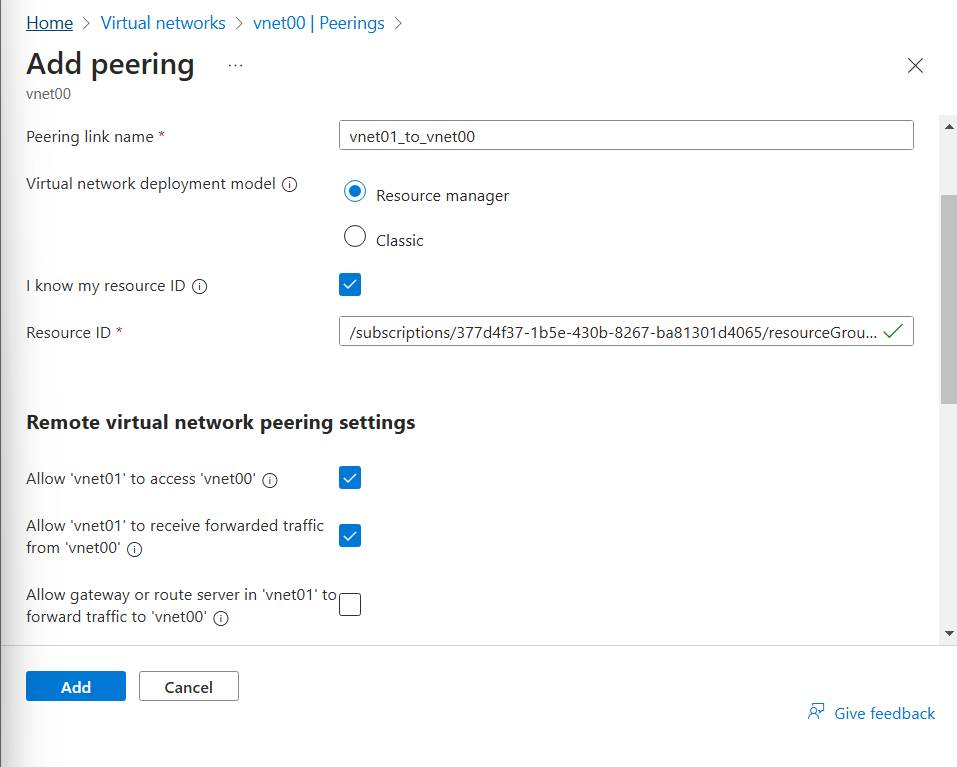 Home > Virtual networks > vnet00 | Peerings >
Add peering ...
vnet00
Peering link name * vnet01_to_vnet00
Virtual network deployment model Resource manager
Classic
I know my resource ID
Resource ID * /subscriptions/377d4f37-1b5e-430b-8267-ba81301d4065/resourceGrou...
Remote virtual network peering settings
Allow 'vnet01' to access 'vnet00'
Allow 'vnet01' to receive forwarded traffic
from 'vnet00'
Allow gateway or route server in 'vnet01' to
forward traffic to 'vnet00'
Add Cancel
Give feedback